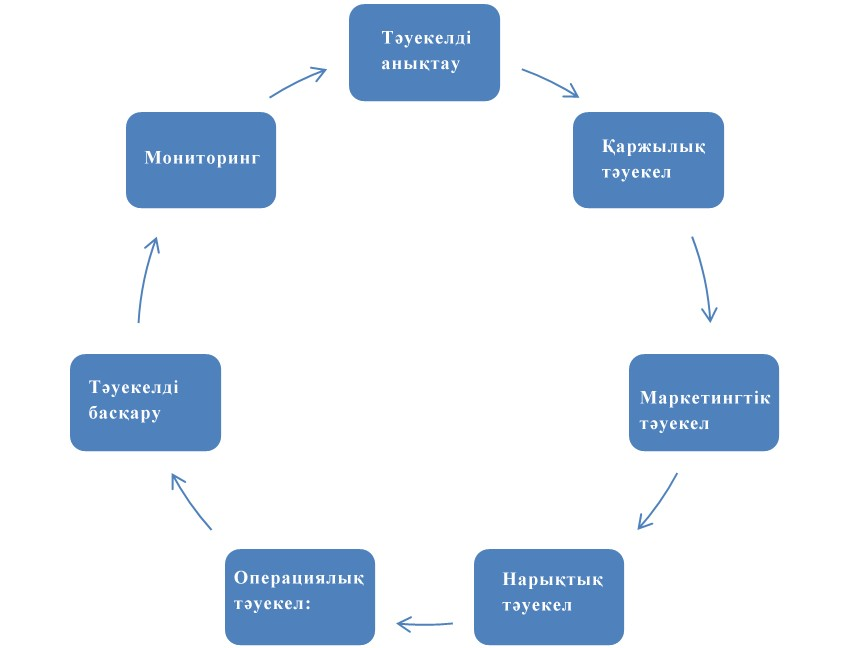 Тәуекелді
анықтау
Қаржылық
тәуекел
Маркетингтік
тәуекел
Нарықтық
тәуекел
Операциялық
тәуекел:
Тәуекелді
басқару
Мониторинг